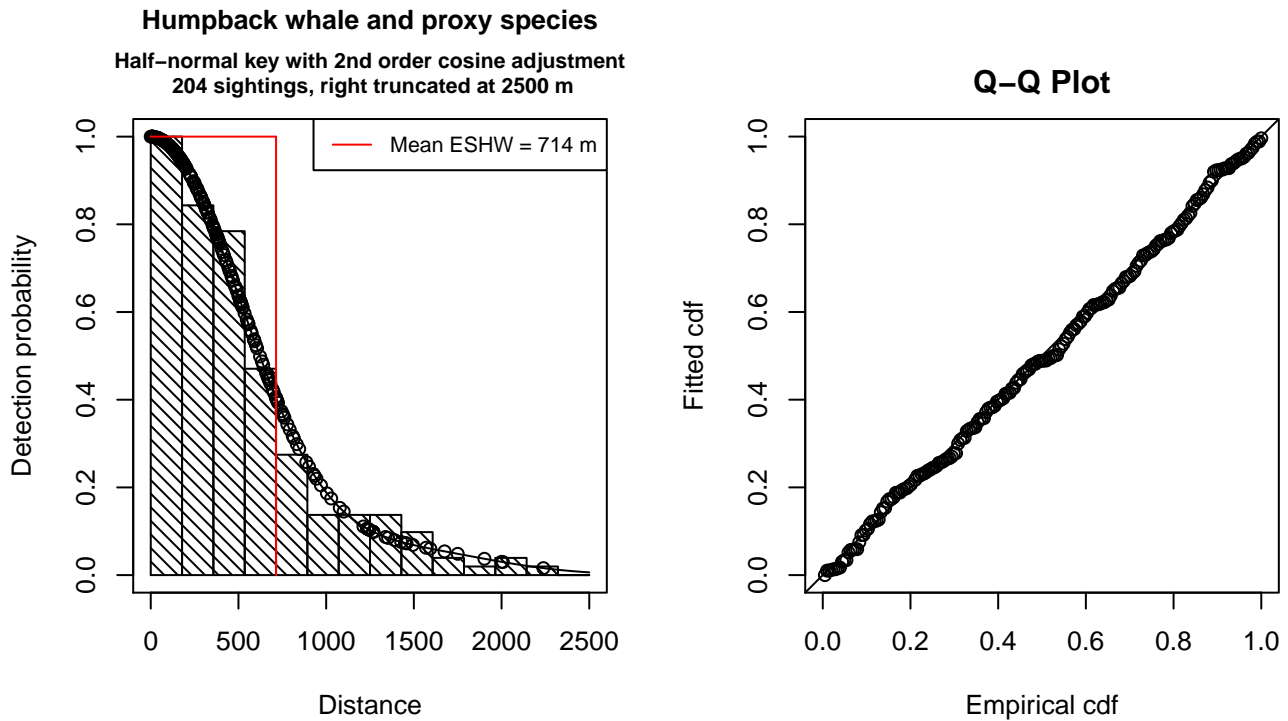 Humpback whale and proxy species
Half−normal key with 2nd order cosine adjustment
204 sightings, right truncated at 2500 m
Mean ESHW = 714 m
Detection probability
1.0
0.8
0.6
0.4
0.2
0.0
0 500 1000 1500 2000 2500
Distance
Q−Q Plot
Fitted cdf
1.0
0.8
0.6
0.4
0.2
0.0
0.0 0.2 0.4 0.6 0.8 1.0
Empirical cdf